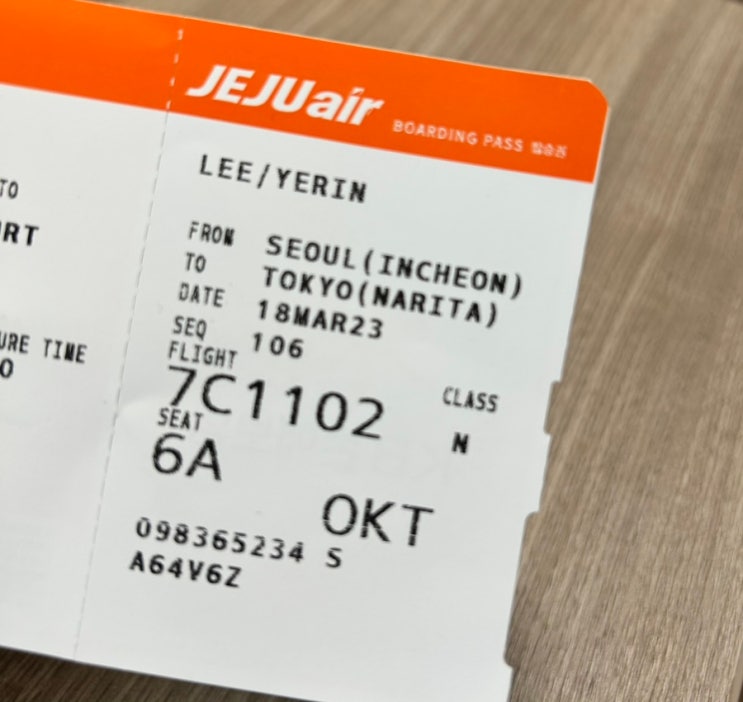 JEJUair
BOARDING PASS 탑승권
LEE/YERIN
TO
RT
URE TIME
0
FROM SEOUL(INCHEON)
TO TOKYO(NARITA)
DATE 18MAR23
SEQ 106
FLIGHT
7C1102
CLASS
N
SEAT
6A
OKT
098365234 S
A64V6Z